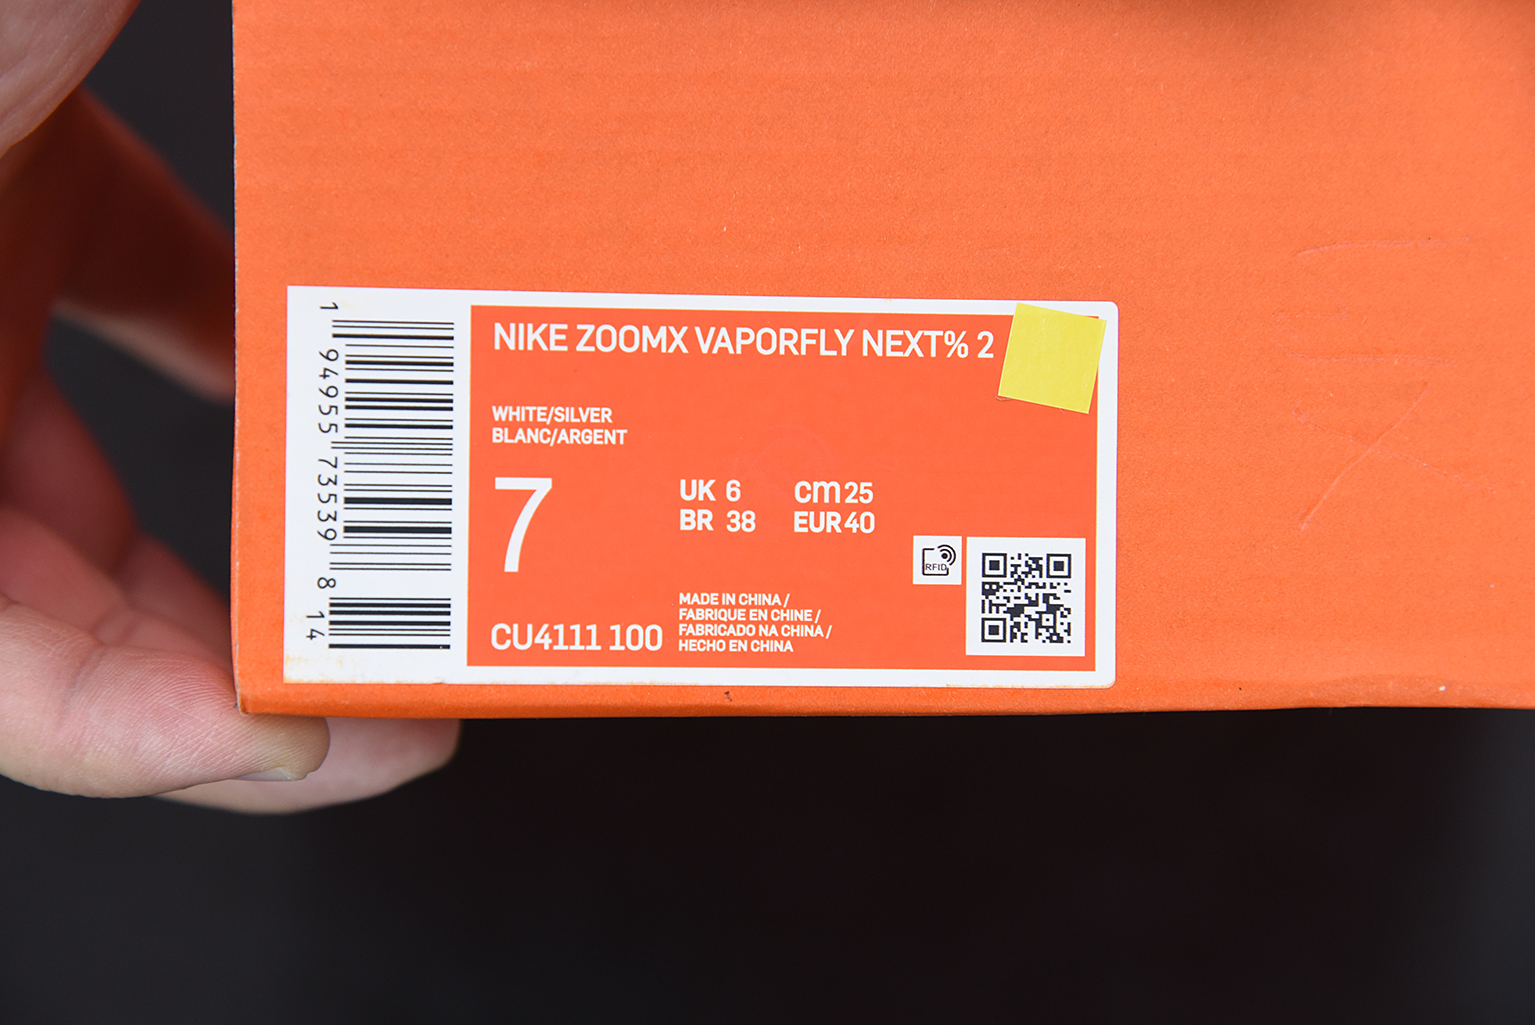 1 94955 73539 8 14
NIKE ZOOMX VAPORFLY NEXT% 2
WHITE/SILVER
BLANC/ARGENT
7
UK 6 cm 25
BR 38 EUR 40
RFID
CU4111 100
MADE IN CHINA /
FABRIQUE EN CHINE /
FABRICADO NA CHINA /
HECHO EN CHINA